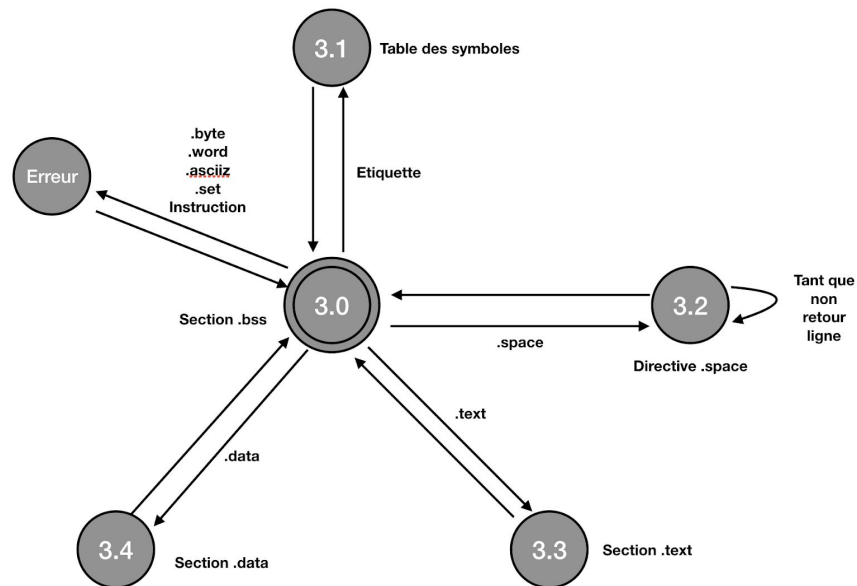 3.1
Table des symboles
.byte
.word
.asciiz
.set
Instruction
Erreur
Etiquette
3.0
Section .bss
3.2
Tant que
non
retour
ligne
.space
Directive .space
.text
.data
3.4
Section .data
3.3
Section .text